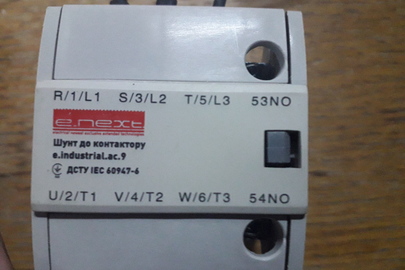 R/1/L1 S/3/L2 T/5/L3 53NO
e.next
Шунт до контактору
e.industrial.ac.9
ДСТУ IEC 60947-6
U/2/T1 V/4/T2 W/6/T3 54NO